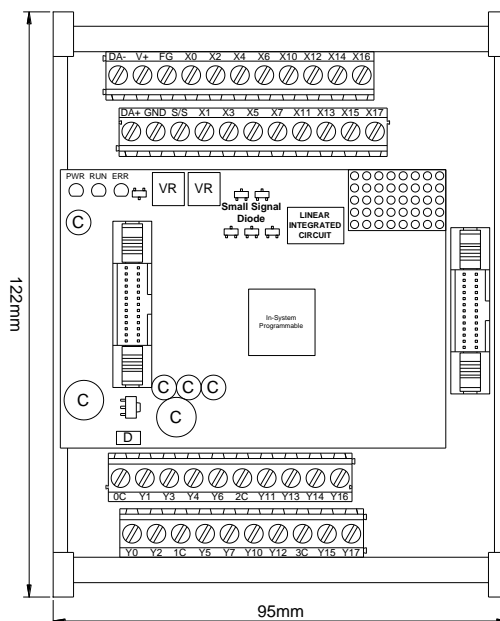 DA- V+ FG X0 X2 X4 X6 X10 X12 X14 X16
DA+ GND S/S X1 X3 X5 X7 X11 X13 X15 X17
PWR RUN ERR
VR VR
Small Signal
Diode
LINEAR
INTEGRATED
CIRCUIT
C
In-System
Programmable
122mm
C C C
C
C
D
0C Y1 Y3 Y4 Y6 2C Y11 Y13 Y14 Y16
Y0 Y2 1C Y5 Y7 Y10 Y12 3C Y15 Y17
95mm